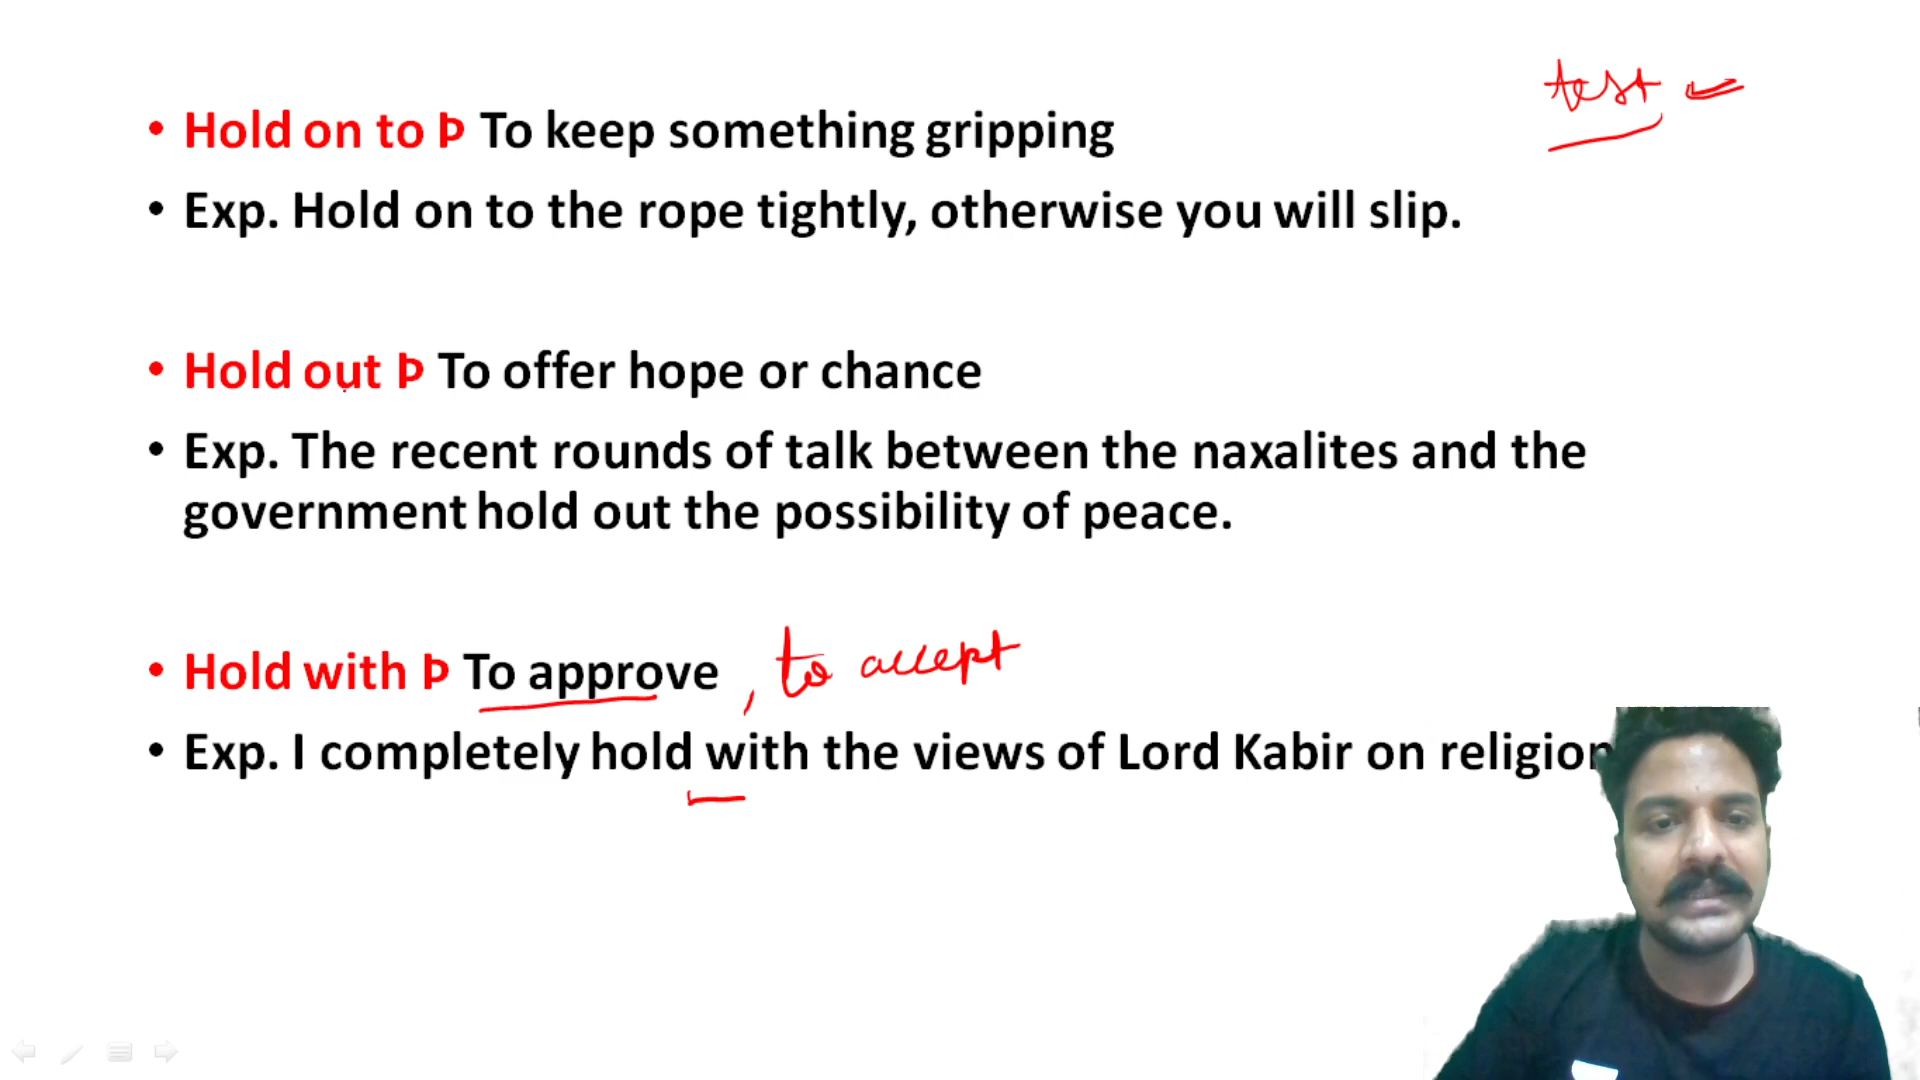 test
• Hold on to Þ To keep something gripping
• Exp. Hold on to the rope tightly, otherwise you will slip.
• Hold out Þ To offer hope or chance
• Exp. The recent rounds of talk between the naxalites and the
government hold out the possibility of peace.
• Hold with Þ To approve , to accept
• Exp. I completely hold with the views of Lord Kabir on religion